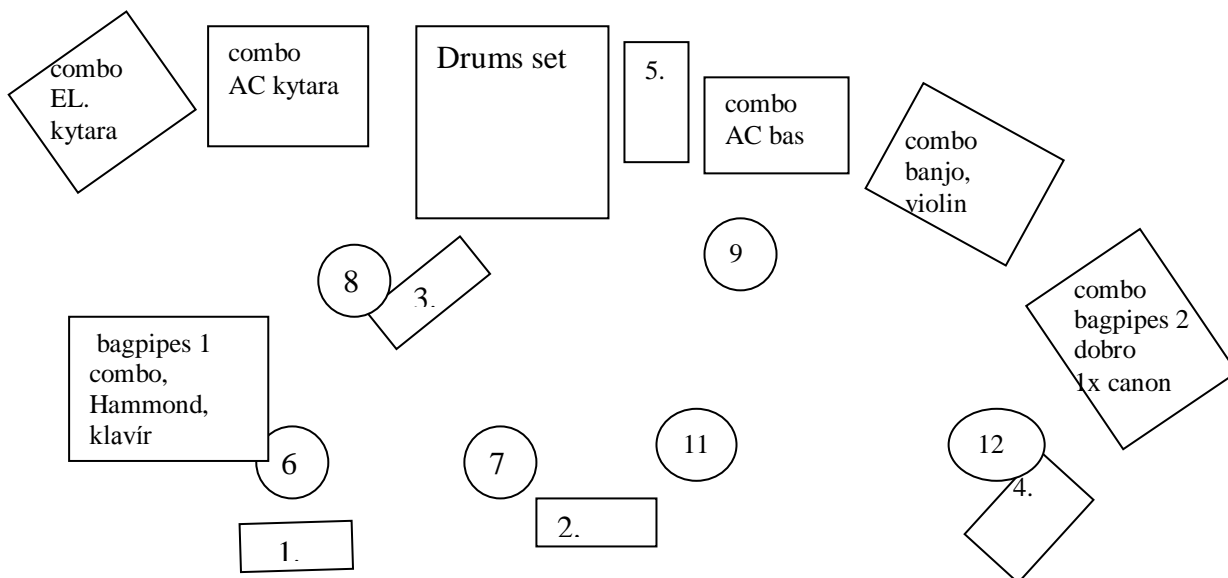 combo
EL.
kytara
combo
AC kytara
Drums set
5.
combo
AC bas
combo
banjo,
violin
8
3.
9
combo
bagpipes 2
dobro
1x canon
bagpipes 1
combo,
Hammond,
klavír
6
7
11
12
4.
1.
2.